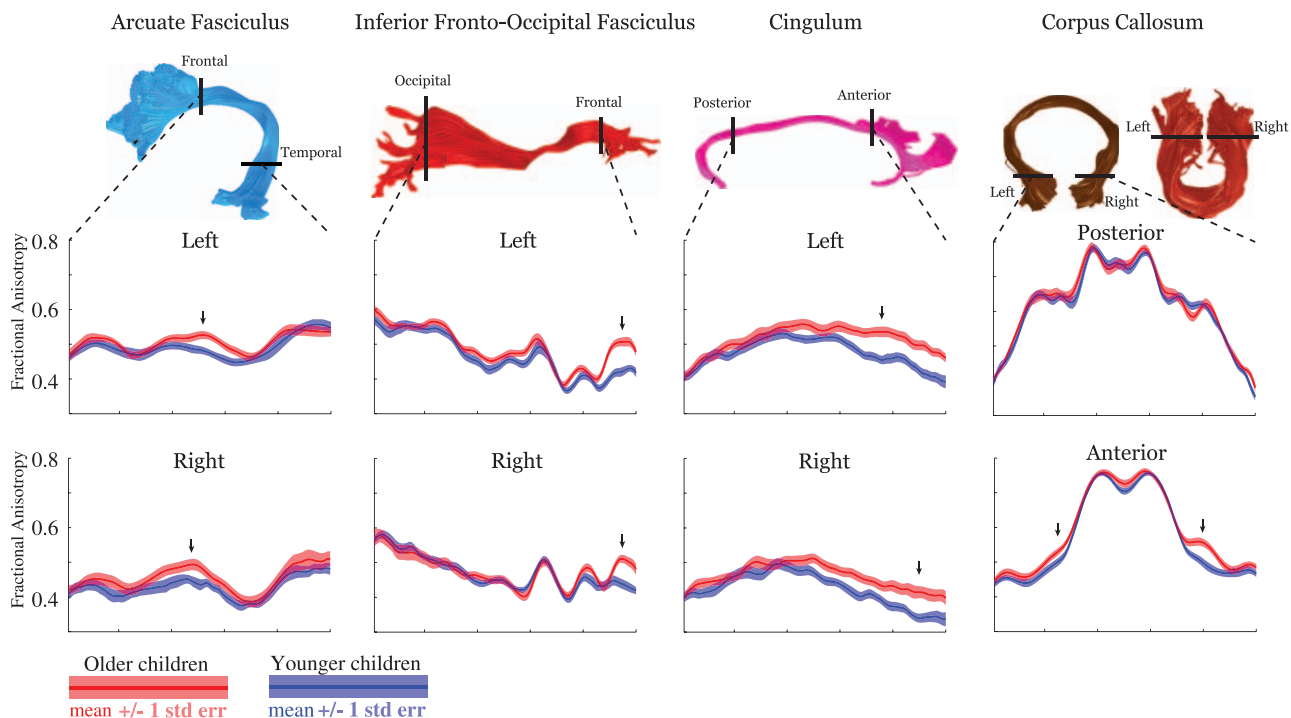 Arcuate Fasciculus
Inferior Fronto-Occipital Fasciculus
Cingulum
Corpus Callosum
Frontal
Temporal
Occipital
Frontal
Posterior
Anterior
Left
Right
Left
Right
Fractional Anisotropy
0.8
0.6
0.4
Left
Left
Left
Posterior
Fractional Anisotropy
0.8
0.6
0.4
Right
Right
Right
Anterior
Older children
mean +/- 1 std err
Younger children
mean +/- 1 std err